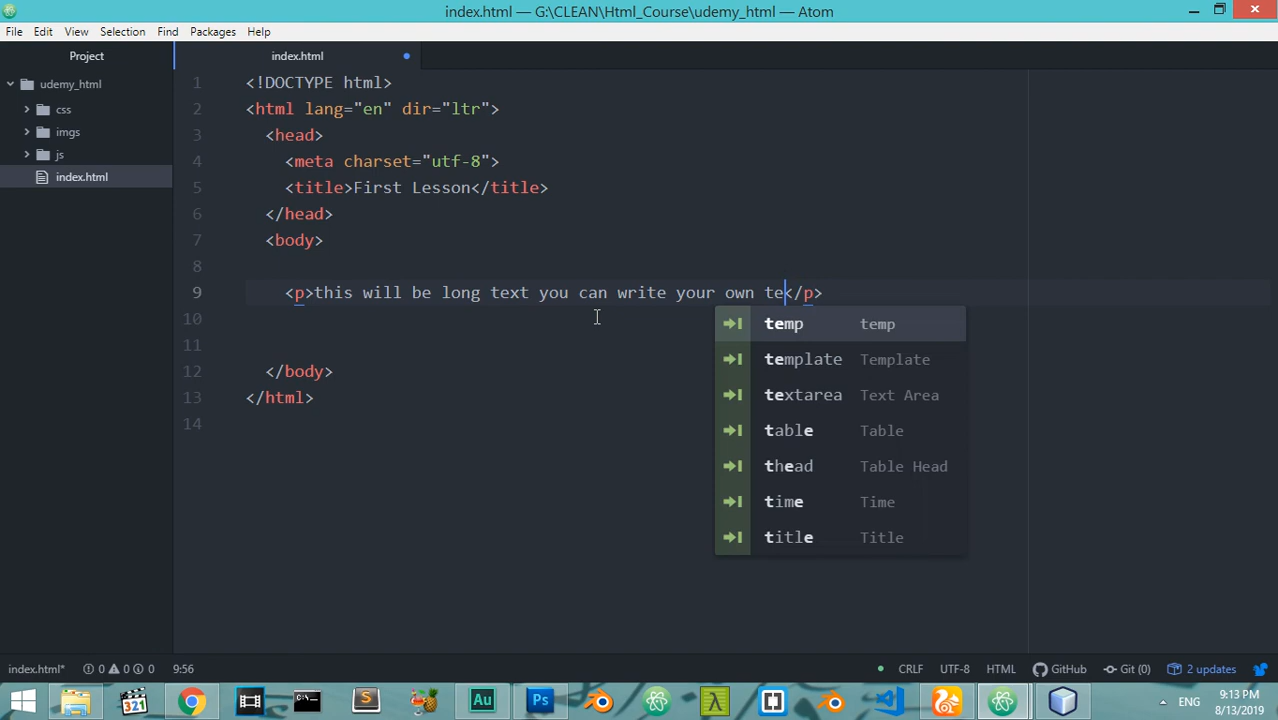 index.html — G:\CLEAN\Html_Course\udemy_html — Atom
File Edit View Selection Find Packages Help
Project
index.html
udemy_html
css
imgs
js
index.html
1 <!DOCTYPE html>
2 <html lang="en" dir="ltr">
3 <head>
4 <meta charset="utf-8">
5 <title>First Lesson</title>
6 </head>
7 <body>
8
9 <p>this will be long text you can write your own te</p>
10
11
12 </body>
13 </html>
14
temp temp
template Template
textarea Text Area
table Table
thead Table Head
time Time
title Title
index.html* 0 0 0 9:56 CRLF UTF-8 HTML GitHub Git (0) 2 updates
321
Au
Ps
ENG
9:13 PM
8/13/2019